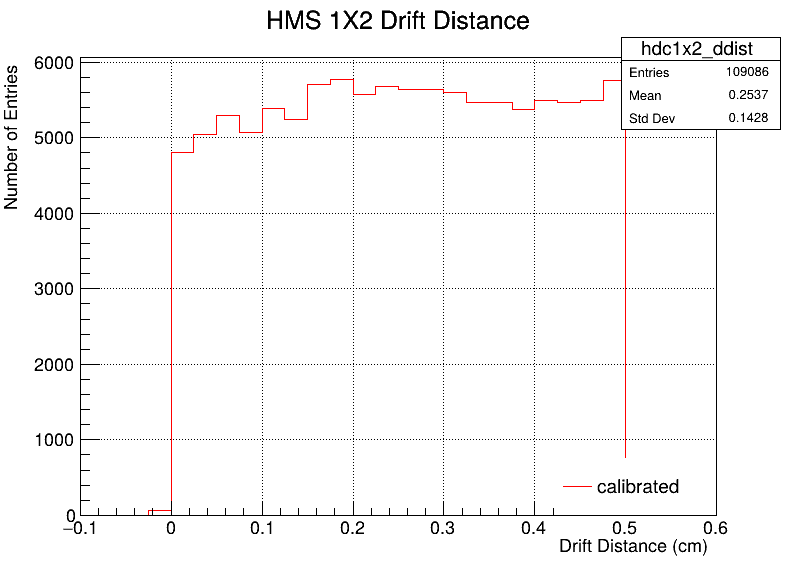 HMS 1X2 Drift Distance
hdc1x2_ddist
Entries 109086
Mean 0.2537
Std Dev 0.1428
Number of Entries
6000
5000
4000
3000
2000
1000
0
calibrated
−0.1 0 0.1 0.2 0.3 0.4 0.5 0.6
Drift Distance (cm)